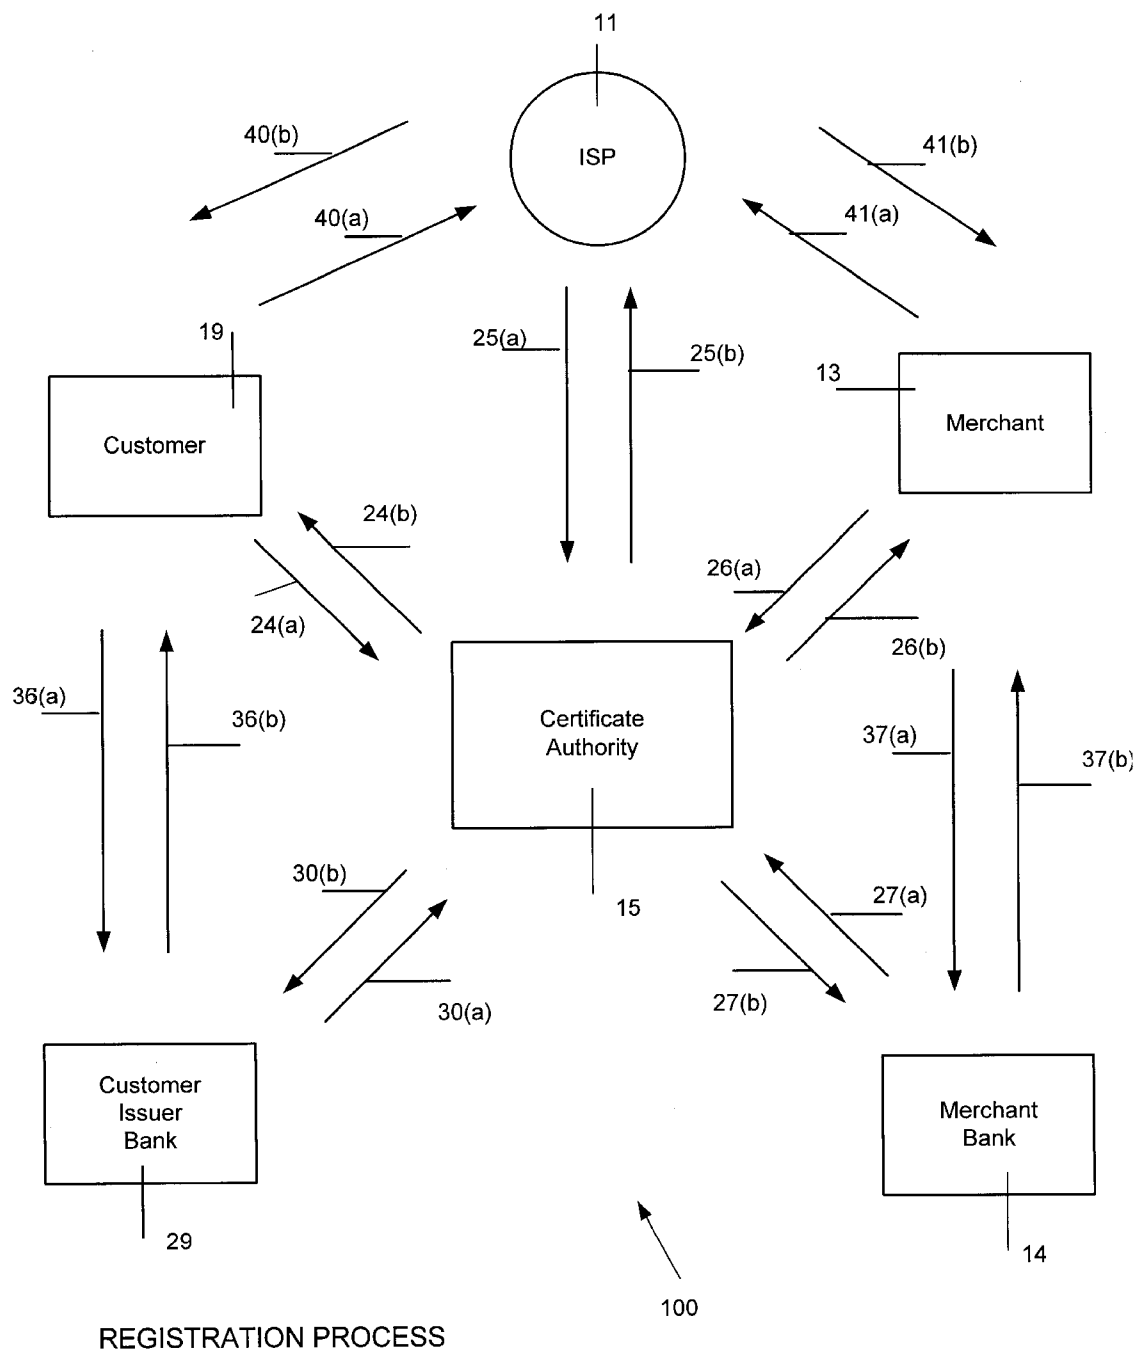 11
40(b)
ISP
41(b)
40(a)
41(a)
19
25(a)
25(b)
13
Customer
Merchant
24(b)
26(a)
24(a)
26(b)
36(a)
36(b)
Certificate
Authority
37(a)
37(b)
30(b)
27(a)
15
30(a)
27(b)
Customer
Issuer
Bank
Merchant
Bank
29
14
100
REGISTRATION PROCESS